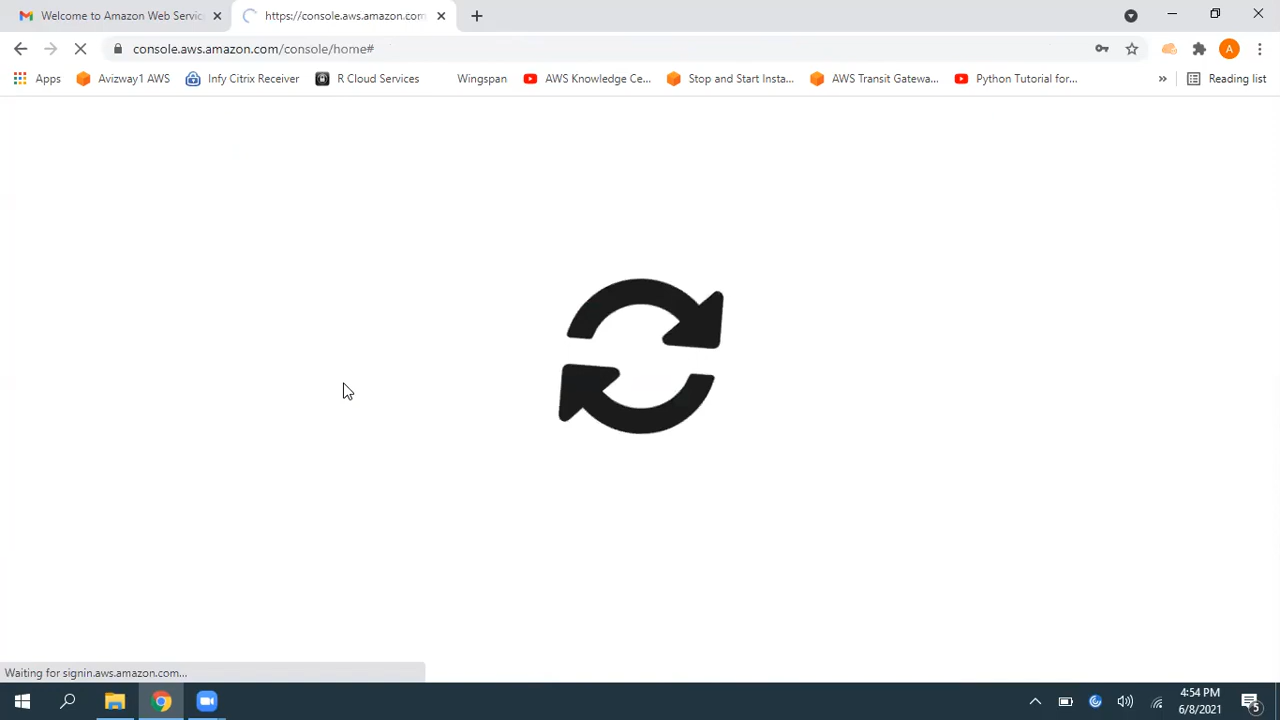 Welcome to Amazon Web Servic
https://console.aws.amazon.com
console.aws.amazon.com/console/home#
A
Apps
Avizway1 AWS
Infy Citrix Receiver
R Cloud Services
Wingspan
AWS Knowledge Ce...
Stop and Start Insta...
AWS Transit Gatewa...
Python Tutorial for...
»
Reading list
Waiting for signin.aws.amazon.com...
4:54 PM
6/8/2021
5